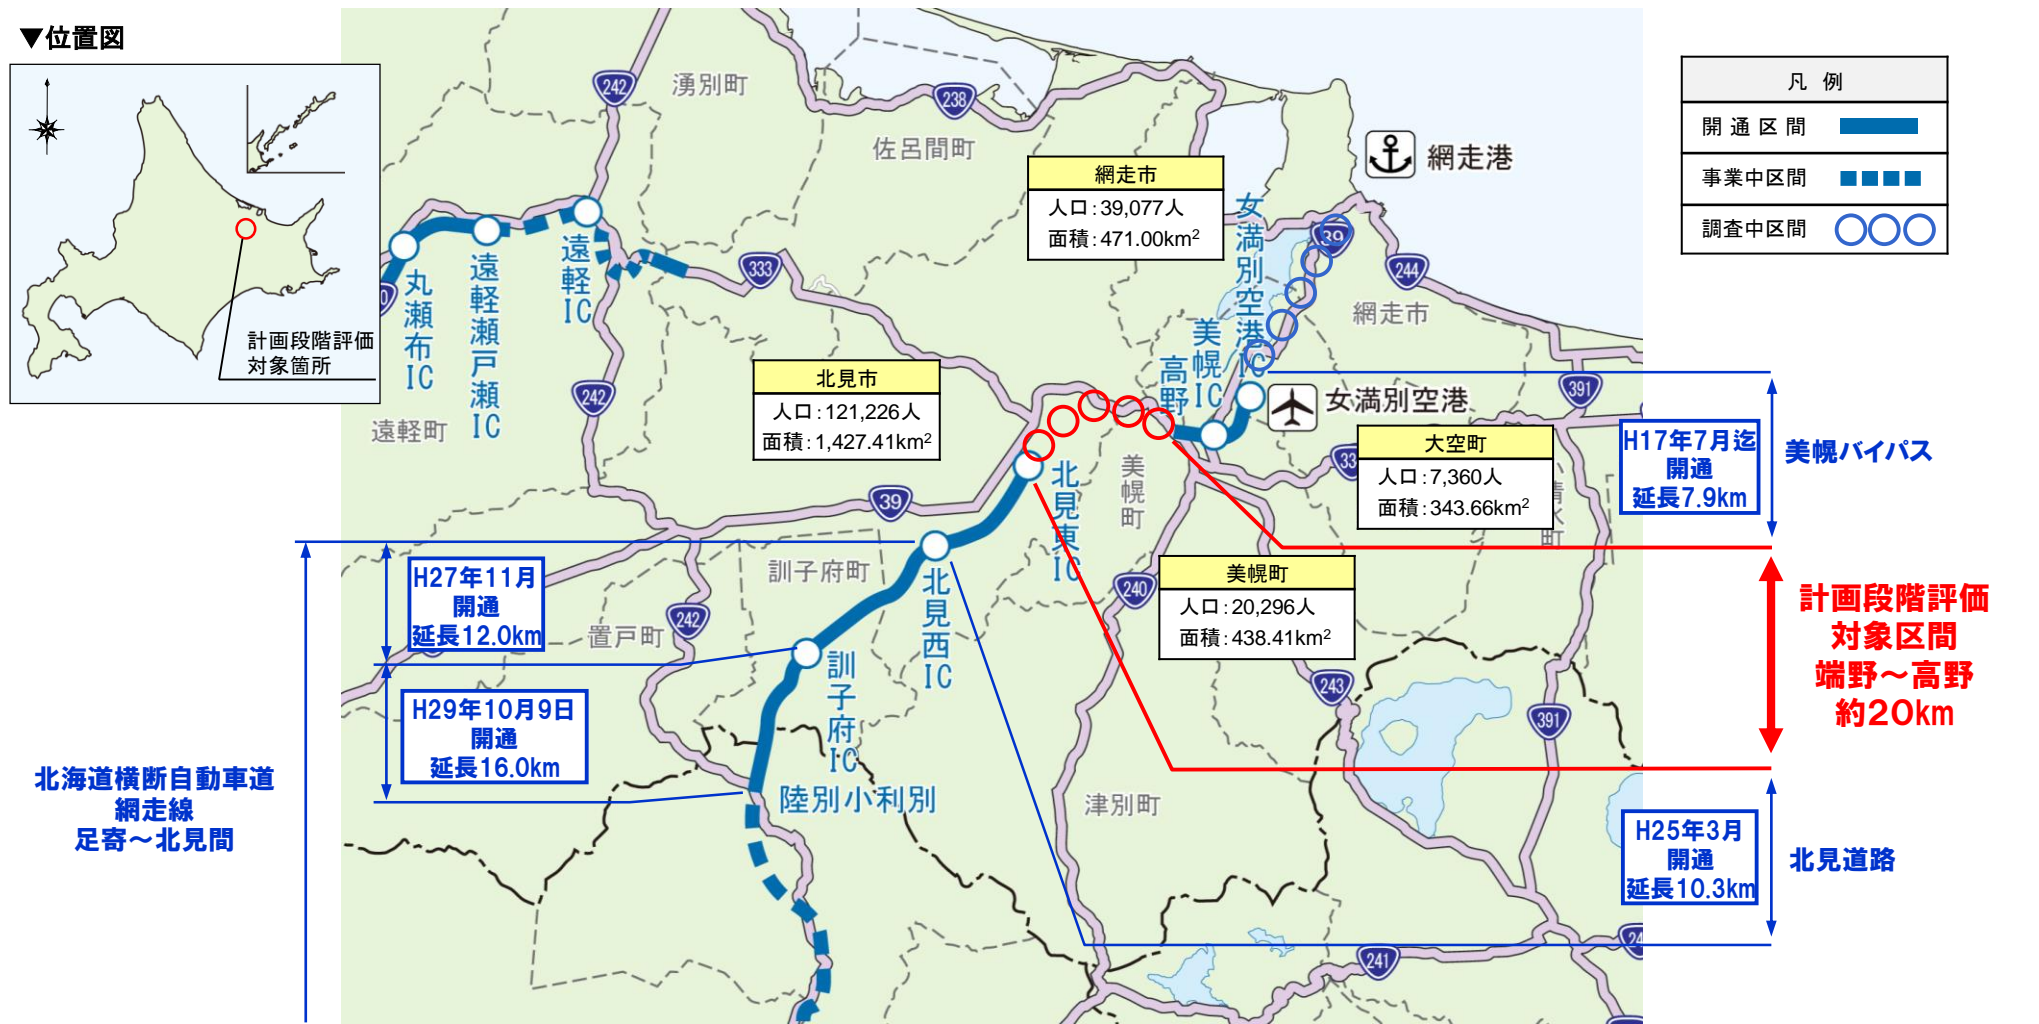 ▼位置図
計画段階評価
対象箇所
凡 例
開通区間
事業中区間
調査中区間
242
湧別町
238
佐呂間町
網走港
網走市
人口：39,077人
面積：471.00km²
女満別空港IC
39
244
網走市
333
遠軽IC
遠軽瀬戸瀬IC
丸瀬布IC
遠軽町
242
北見市
人口：121,226人
面積：1,427.41km²
美幌IC
高野
女満別空港
391
大空町
人口：7,360人
面積：343.66km²
H17年7月迄
開通
延長7.9km
美幌バイパス
美幌町
北見東IC
39
訓子府町
北見西IC
240
美幌町
人口：20,296人
面積：438.41km²
計画段階評価
対象区間
端野～高野
約20km
H27年11月
開通
延長12.0km
242
置戸町
訓子府IC
243
391
H29年10月9日
開通
延長16.0km
陸別小利別
津別町
北海道横断自動車道
網走線
足寄～北見間
H25年3月
開通
延長10.3km
北見道路
241